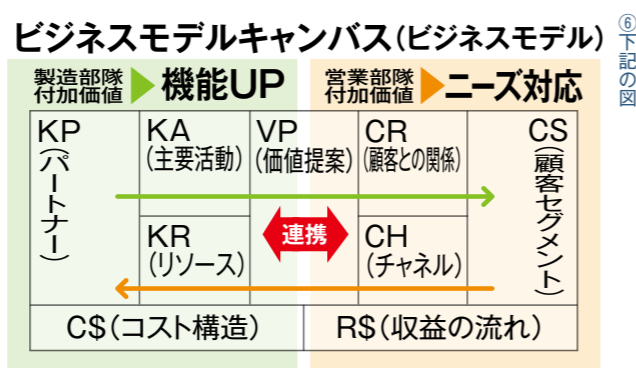 ビジネスモデルキャンバス(ビジネスモデル)
⑥下記の図
製造部隊
付加価値
機能UP
営業部隊
付加価値
ニーズ対応
KP
(パートナー)
KA
(主要活動)
VP
(価値提案)
CR
(顧客との関係)
CS
(顧客セグメント)
KR
(リソース)
連携
CH
(チャネル)
C$(コスト構造)
R$(収益の流れ)